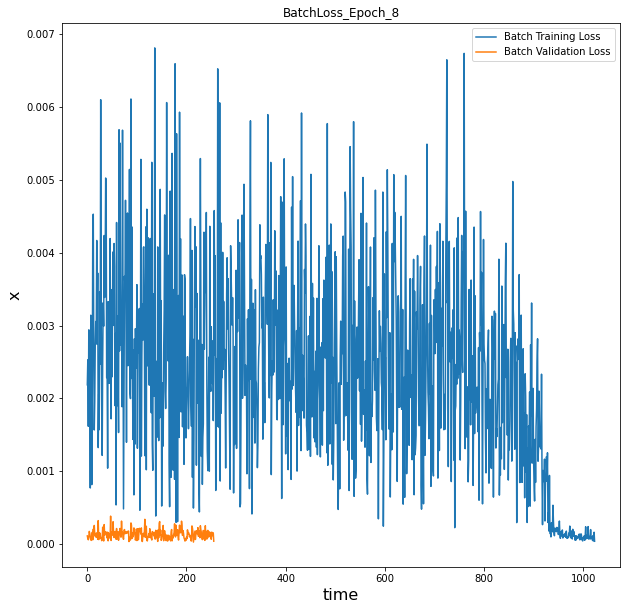 BatchLoss_Epoch_8
Batch Training Loss
Batch Validation Loss
0.007
0.006
0.005
0.004
0.003
0.002
0.001
0.000
x
0
200
400
600
800
1000
time